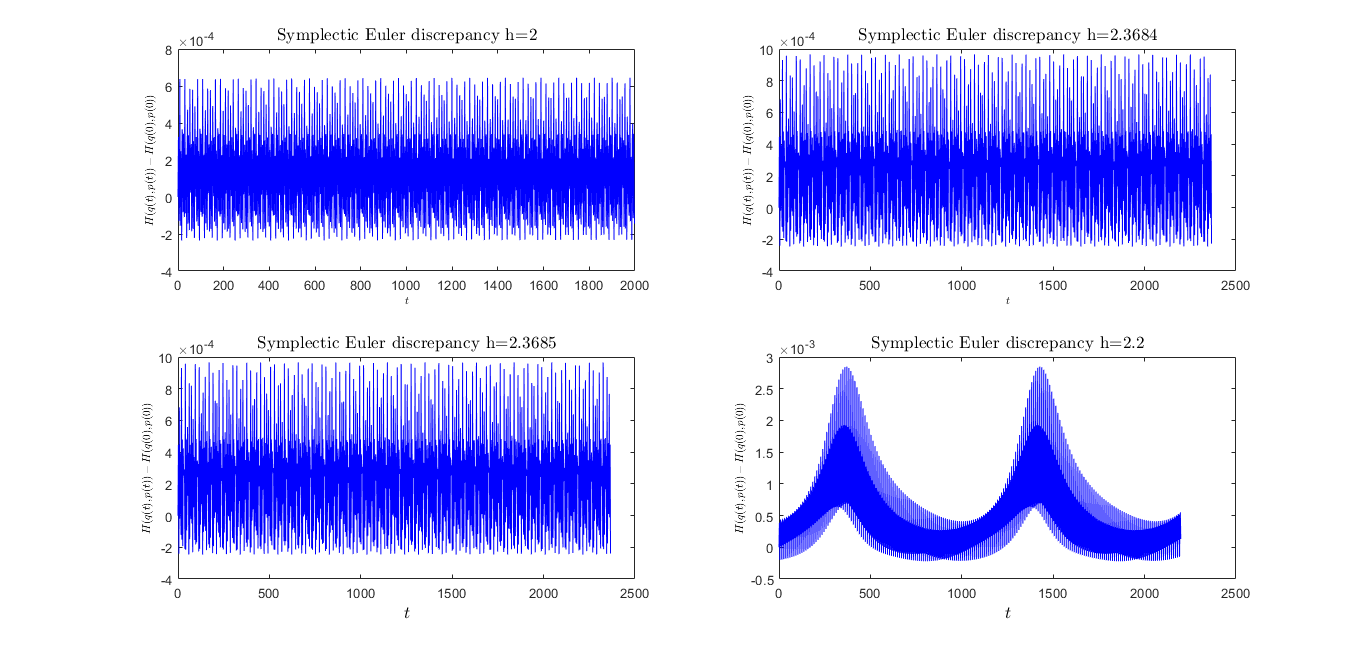 Symplectic Euler discrepancy h=2
×10⁻⁴
8
6
4
2
0
-2
-4
H(q(t),p(t)) − H(q(0),p(0))
0 200 400 600 800 1000 1200 1400 1600 1800 2000
t
Symplectic Euler discrepancy h=2.3684
×10⁻⁴
10
8
6
4
2
0
-2
-4
H(q(t),p(t)) − H(q(0),p(0))
0 500 1000 1500 2000 2500
t
Symplectic Euler discrepancy h=2.3685
×10⁻⁴
10
8
6
4
2
0
-2
-4
H(q(t),p(t)) − H(q(0),p(0))
0 500 1000 1500 2000 2500
t
Symplectic Euler discrepancy h=2.2
×10⁻³
3
2.5
2
1.5
1
0.5
0
-0.5
H(q(t),p(t)) − H(q(0),p(0))
0 500 1000 1500 2000 2500
t